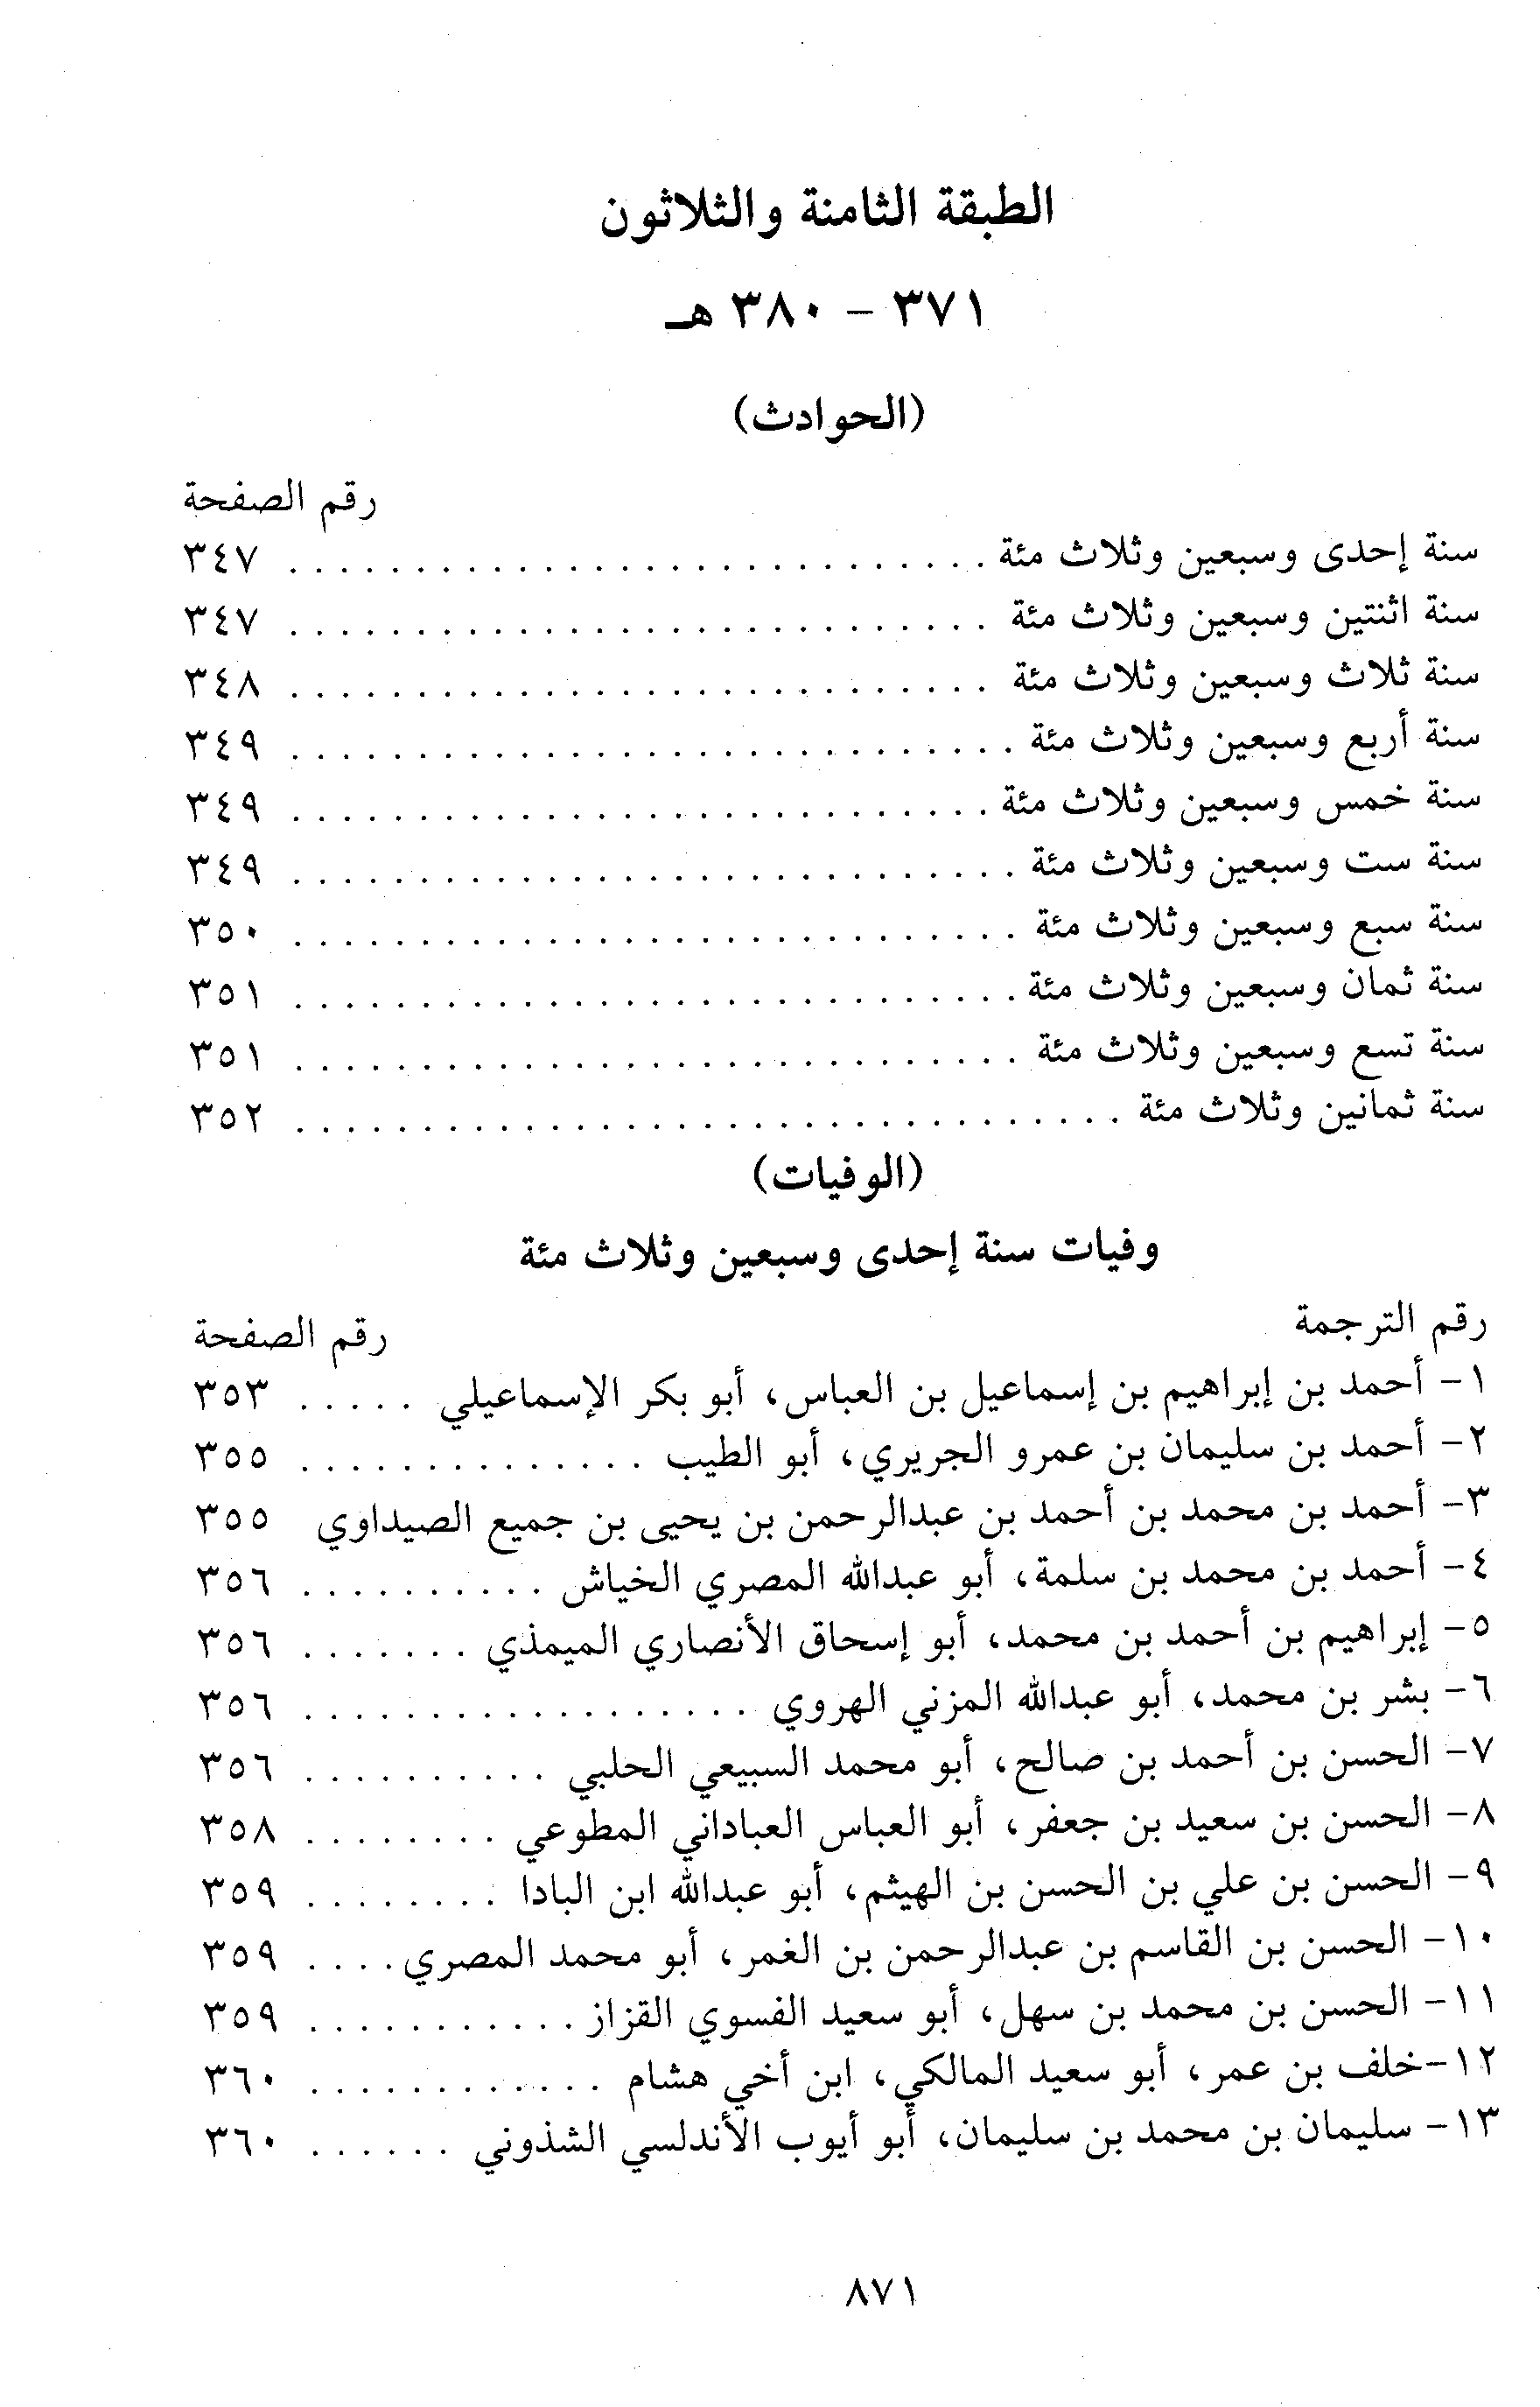 الطبقة الثامنة والثلاثون
٣٧١ - ٣٨٠ هـ
(الحوادث)
رقم الصفحة
سنة إحدى وسبعين وثلاث مئة . . . . . . . . . . . . . . . . . . . . . . . . . . . . ٣٤٧
سنة اثنتين وسبعين وثلاث مئة . . . . . . . . . . . . . . . . . . . . . . . . . . . . ٣٤٧
سنة ثلاث وسبعين وثلاث مئة . . . . . . . . . . . . . . . . . . . . . . . . . . . . ٣٤٨
سنة أربع وسبعين وثلاث مئة . . . . . . . . . . . . . . . . . . . . . . . . . . . . . ٣٤٩
سنة خمس وسبعين وثلاث مئة . . . . . . . . . . . . . . . . . . . . . . . . . . . . ٣٤٩
سنة ست وسبعين وثلاث مئة . . . . . . . . . . . . . . . . . . . . . . . . . . . . . ٣٤٩
سنة سبع وسبعين وثلاث مئة . . . . . . . . . . . . . . . . . . . . . . . . . . . . . ٣٥٠
سنة ثمان وسبعين وثلاث مئة . . . . . . . . . . . . . . . . . . . . . . . . . . . . . ٣٥١
سنة تسع وسبعين وثلاث مئة . . . . . . . . . . . . . . . . . . . . . . . . . . . . . ٣٥١
سنة ثمانين وثلاث مئة . . . . . . . . . . . . . . . . . . . . . . . . . . . . . . . . . ٣٥٢
(الوفيات)
وفيات سنة إحدى وسبعين وثلاث مئة
رقم الترجمة رقم الصفحة
١- أحمد بن إبراهيم بن إسماعيل بن العباس، أبو بكر الإسماعيلي . . . . . ٣٥٣
٢- أحمد بن سليمان بن عمرو الجريري، أبو الطيب . . . . . . . . . . . . . . ٣٥٥
٣- أحمد بن محمد بن أحمد بن عبدالرحمن بن يحيى بن جميع الصيداوي ٣٥٥
٤- أحمد بن محمد بن سلمة، أبو عبدالله المصري الخياش . . . . . . . . . . ٣٥٦
٥- إبراهيم بن أحمد بن محمد، أبو إسحاق الأنصاري الميمذي . . . . . . . ٣٥٦
٦- بشر بن محمد، أبو عبدالله المزني الهروي . . . . . . . . . . . . . . . . . . ٣٥٦
٧- الحسن بن أحمد بن صالح، أبو محمد السبيعي الحلبي . . . . . . . . . . ٣٥٦
٨- الحسن بن سعيد بن جعفر، أبو العباس العباداني المطوعي . . . . . . . . ٣٥٨
٩- الحسن بن علي بن الحسن بن الهيثم، أبو عبدالله ابن البادا . . . . . . . . ٣٥٩
١٠- الحسن بن القاسم بن عبدالرحمن بن الغمر، أبو محمد المصري . . . . ٣٥٩
١١- الحسن بن محمد بن سهل، أبو سعيد الفسوي القزاز . . . . . . . . . . . ٣٥٩
١٢-خلف بن عمر، أبو سعيد المالكي، ابن أخي هشام . . . . . . . . . . . . ٣٦٠
١٣- سليمان بن محمد بن سليمان، أبو أيوب الأندلسي الشذوني . . . . . . ٣٦٠
٨٧١